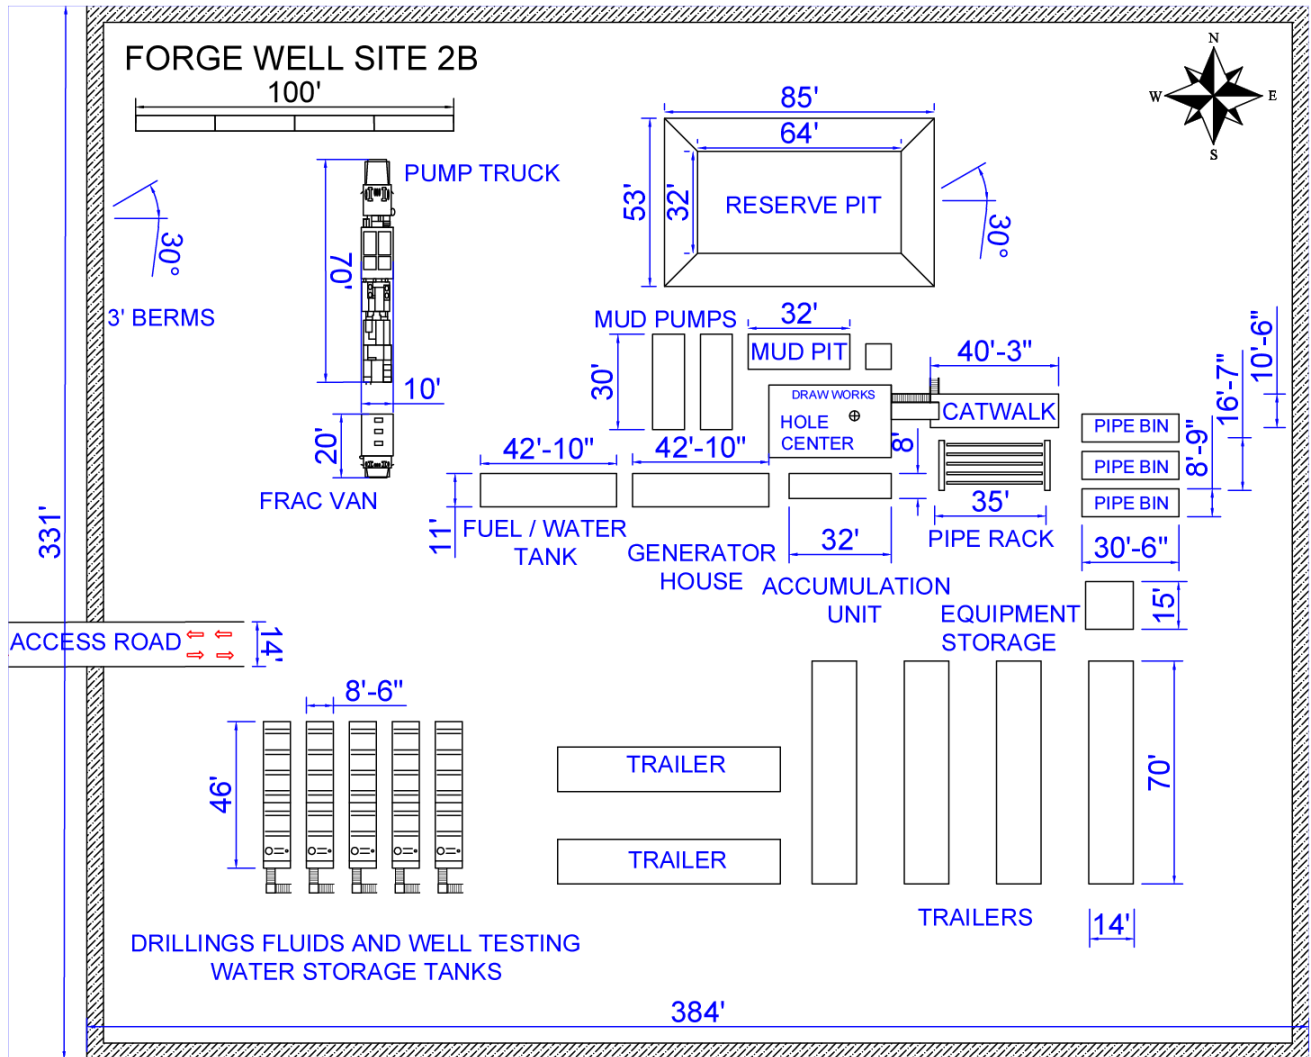 FORGE WELL SITE 2B
100'
N
W
E
S
85'
64'
53'
32'
RESERVE PIT
30°
PUMP TRUCK
70'
10'
30°
3' BERMS
20'
FRAC VAN
MUD PUMPS
30'
32'
MUD PIT
DRAW WORKS
HOLE
CENTER
40'-3"
CATWALK
10'-6"
16'-7"
8'-9"
PIPE BIN
PIPE BIN
PIPE BIN
30'-6"
8'
35'
PIPE RACK
42'-10"
42'-10"
11'
FUEL / WATER
TANK
GENERATOR
HOUSE
32'
ACCUMULATION
UNIT
EQUIPMENT
STORAGE
15'
331'
ACCESS ROAD
14'
8'-6"
46'
DRILLINGS FLUIDS AND WELL TESTING
WATER STORAGE TANKS
TRAILER
TRAILER
70'
TRAILERS
14'
384'